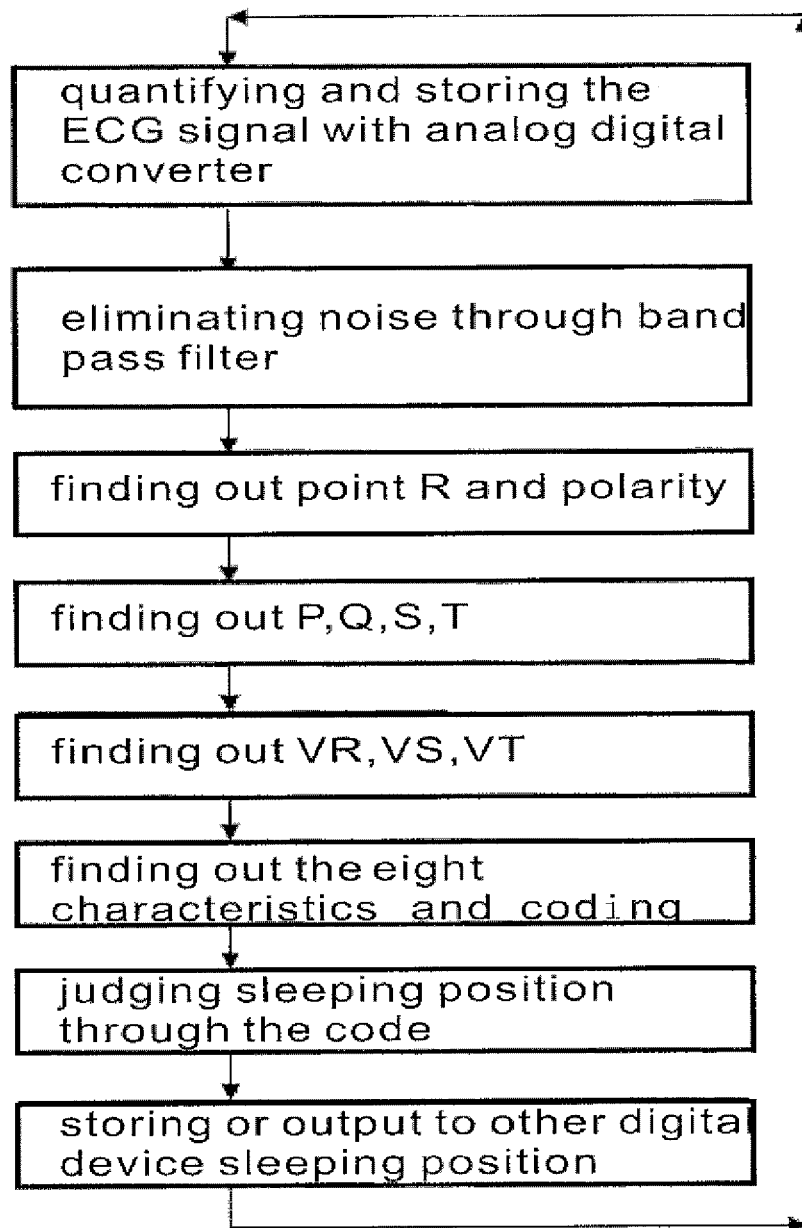 quantifying and storing the
ECG signal with analog digital
converter
eliminating noise through band
pass filter
finding out point R and polarity
finding out P,Q,S,T
finding out VR,VS,VT
finding out the eight
characteristics and coding
judging sleeping position
through the code
storing or output to other digital
device sleeping position